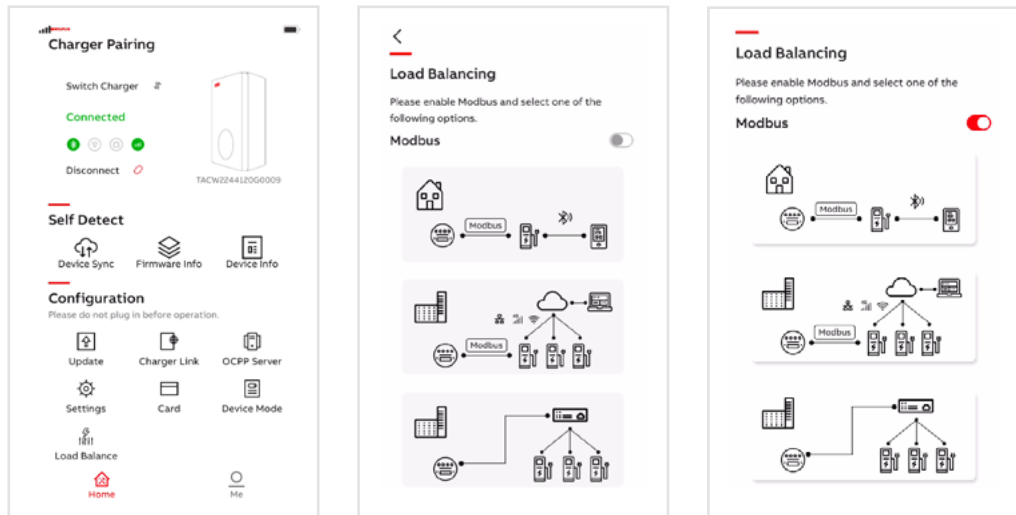 Charger Pairing
Switch Charger
Connected
Disconnect
TACW2244120G0009
Self Detect
Device Sync
Firmware Info
Device Info
Configuration
Please do not plug in before operation.
Update
Charger Link
OCPP Server
Settings
Card
Device Mode
Load Balance
Home
Me
Load Balancing
Please enable Modbus and select one of the
following options.
Modbus
Modbus
Modbus
Load Balancing
Please enable Modbus and select one of the
following options.
Modbus
Modbus
Modbus